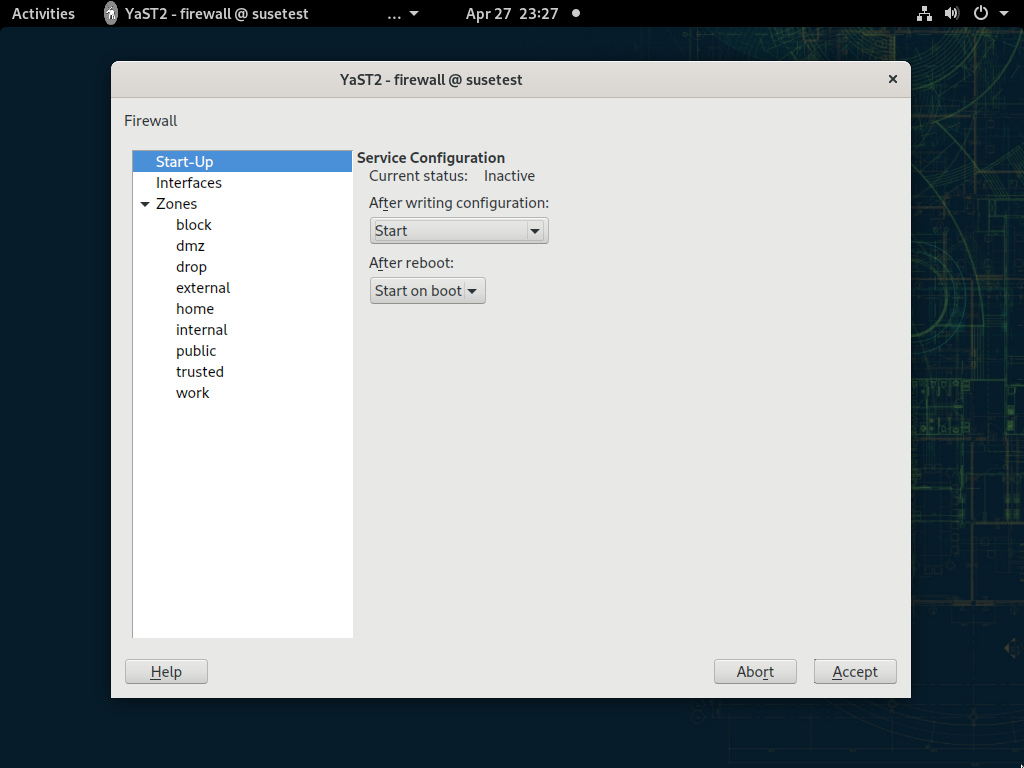 Activities YaST2 - firewall @ susetest ... Apr 27 23:27
YaST2 - firewall @ susetest
Firewall
Start-Up
Interfaces
Zones
block
dmz
drop
external
home
internal
public
trusted
work
Service Configuration
Current status: Inactive
After writing configuration:
Start
After reboot:
Start on boot
Help Abort Accept